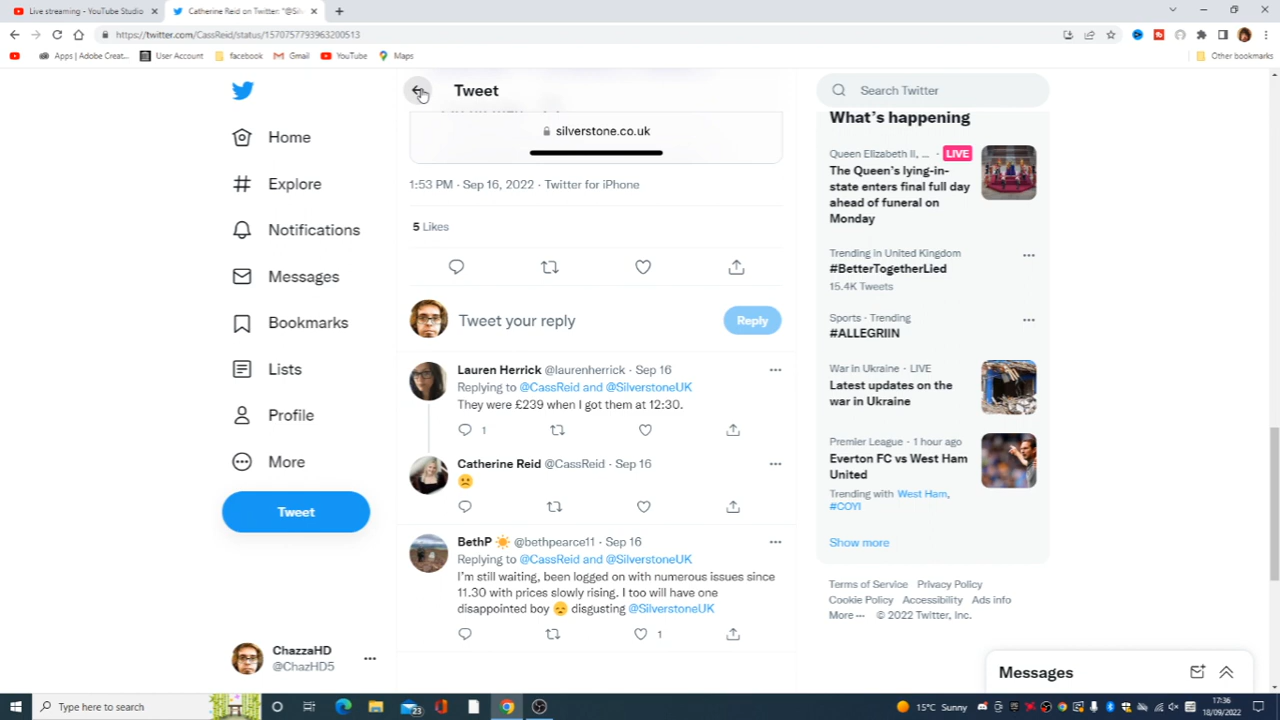 Live streaming - YouTube Studio
Catherine Reid on Twitter: "@Silv
https://twitter.com/CassReid/status/1570757793963200513
Apps | Adobe Creat...
User Account
facebook
Gmail
YouTube
Maps
Other bookmarks
Home
Explore
Notifications
Messages
Bookmarks
Lists
Profile
More
Tweet
ChazzaHD
@ChazHD5
Tweet
silverstone.co.uk
1:53 PM · Sep 16, 2022 · Twitter for iPhone
5 Likes
Tweet your reply
Reply
Lauren Herrick @laurenherrick · Sep 16
Replying to @CassReid and @SilverstoneUK
They were £239 when I got them at 12:30.
1
Catherine Reid @CassReid · Sep 16
☹️
BethP ☀️ @bethpearce11 · Sep 16
Replying to @CassReid and @SilverstoneUK
I'm still waiting, been logged on with numerous issues since
11.30 with prices slowly rising. I too will have one
disappointed boy 😞 disgusting @SilverstoneUK
1
Search Twitter
What's happening
Queen Elizabeth II, ... · LIVE
The Queen's lying-in-
state enters final full day
ahead of funeral on
Monday
Trending in United Kingdom
#BetterTogetherLied
15.4K Tweets
Sports · Trending
#ALLEGRIIN
War in Ukraine · LIVE
Latest updates on the
war in Ukraine
Premier League · 1 hour ago
Everton FC vs West Ham
United
Trending with West Ham,
#COYI
Show more
Terms of Service Privacy Policy
Cookie Policy Accessibility Ads info
More ··· © 2022 Twitter, Inc.
Messages
Type here to search
23
15°C Sunny
17:36
18/09/2022